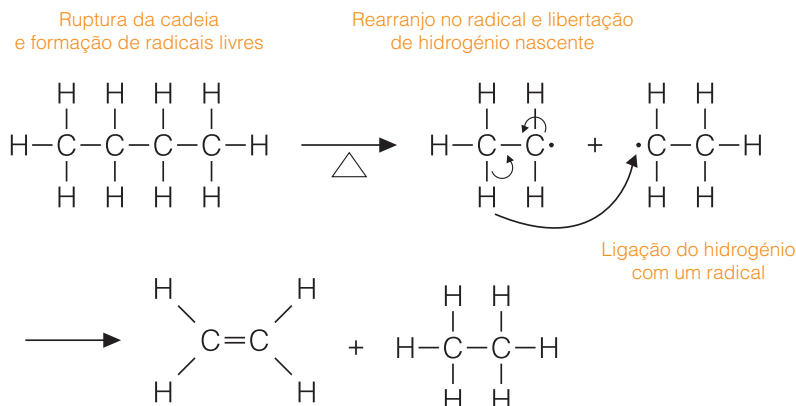 Ruptura da cadeia
e formação de radicais livres
Rearranjo no radical e libertação
de hidrogénio nascente
H H H H
H–C–C–C–C–H
H H H H
△
H H
H–C–C•
H H
+
H H
•C–C–H
H H
Ligação do hidrogénio
com um radical
H H
C=C
H H
+
H H
H–C–C–H
H H